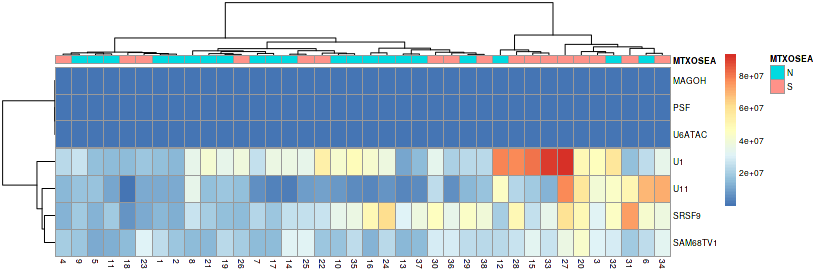 MTXOSEA
MAGOH
PSF
U6ATAC
U1
U11
SRSF9
SAM68TV1
4 9 5 11 18 23 1 2 8 21 19 26 7 17 14 25 22 10 35 16 24 13 37 30 36 29 38 12 28 15 33 27 20 3 32 31 6 34
8e+07
6e+07
4e+07
2e+07
MTXOSEA
N
S